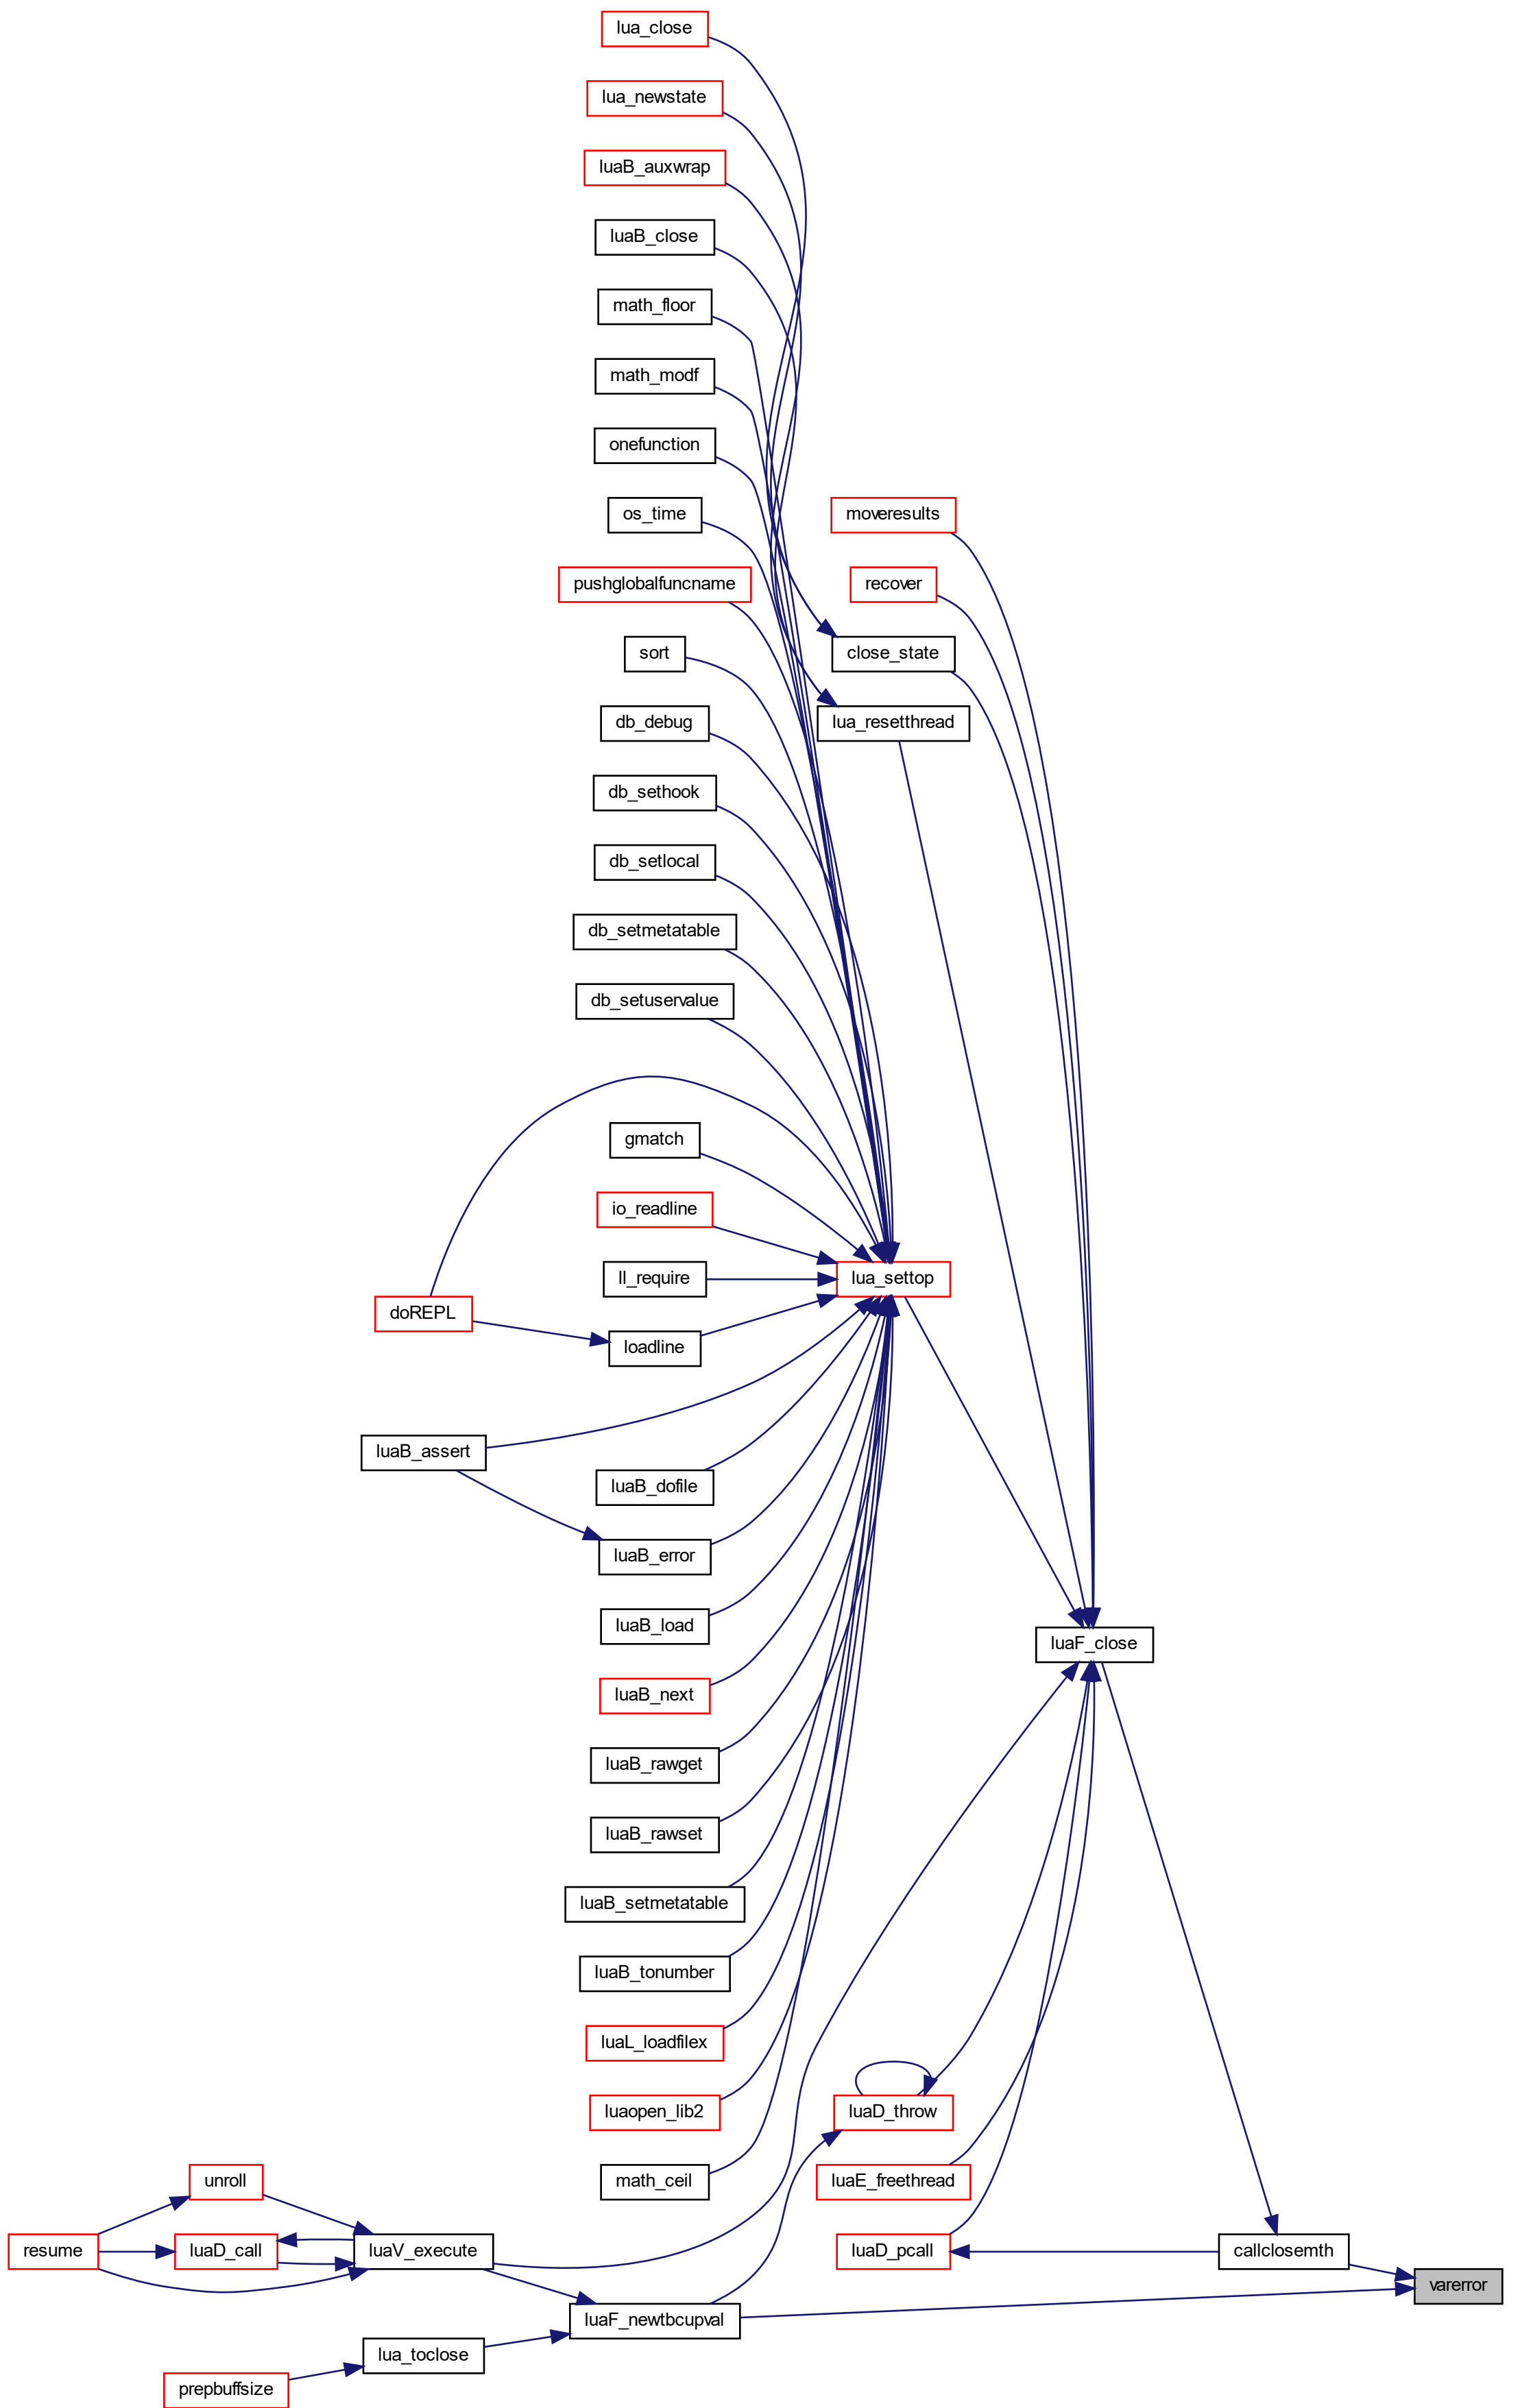 lua_close
lua_newstate
luaB_auxwrap
luaB_close
math_floor
math_modf
onefunction
os_time
pushglobalfuncname
sort
db_debug
db_sethook
db_setlocal
db_setmetatable
db_setuservalue
gmatch
io_readline
ll_require
doREPL
loadline
luaB_assert
luaB_dofile
luaB_error
luaB_load
luaB_next
luaB_rawget
luaB_rawset
luaB_setmetatable
luaB_tonumber
luaL_loadfilex
luaopen_lib2
math_ceil
moveresults
recover
close_state
lua_resetthread
lua_settop
luaF_close
luaD_throw
luaE_freethread
luaD_pcall
callclosemth
varerror
unroll
resume
luaD_call
luaV_execute
luaF_newtbcupval
lua_toclose
prepbuffsize